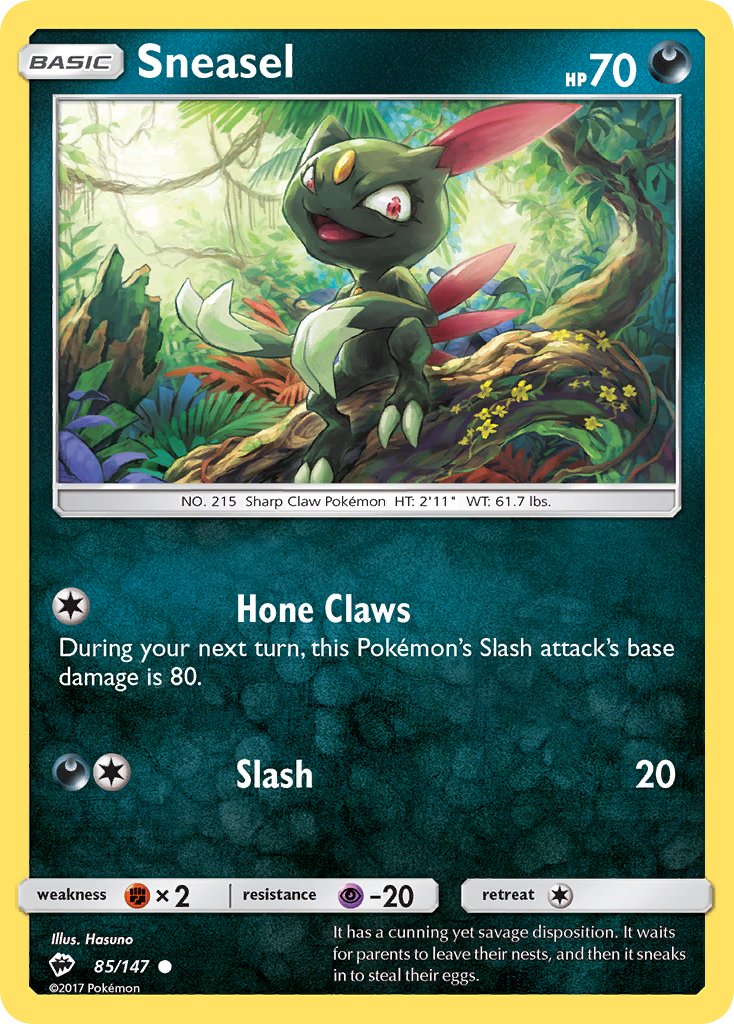 BASIC Sneasel HP 70
NO. 215 Sharp Claw Pokémon HT: 2'11" WT: 61.7 lbs.
Hone Claws
During your next turn, this Pokémon's Slash attack's base
damage is 80.
Slash 20
weakness × 2 resistance -20 retreat
Illus. Hasuno
85/147
©2017 Pokémon
It has a cunning yet savage disposition. It waits
for parents to leave their nests, and then it sneaks
in to steal their eggs.